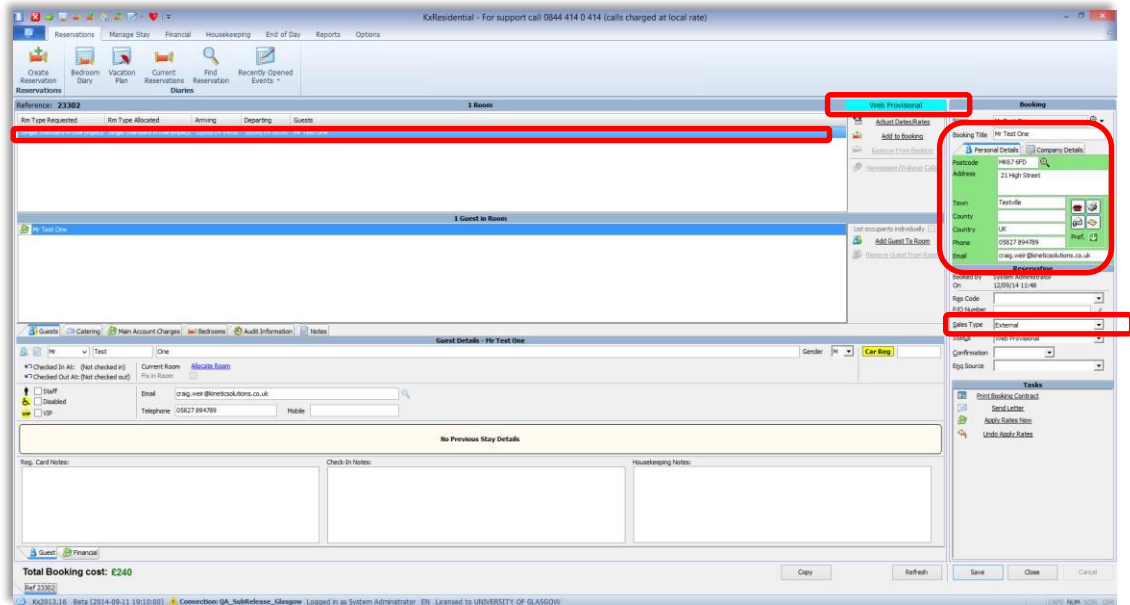 KxResidential - For support call 0844 414 0 414 (calls charged at local rate)
Reservations Manage Stay Financial Housekeeping End of Day Reports Options
Create Reservation
Bedroom Diary
Vacation Plan
Current Reservations
Find Reservation
Recently Opened Events
Reservations Diaries
Reference: 23302 1 Room Web Provisional Booking
Rm Type Requested Rm Type Allocated Arriving Departing Guests
Adjust Dates/Rates
Add to Booking
Remove From Booking
Newspaper/Wakeup Calls
Booking Title Mr Test One
Personal Details Company Details
Postcode MK67 6FD
Address 21 High Street
Town Testville
County
Country UK
Pref.
Phone 05827 894789
Email craig.weir@kineticsolutions.co.uk
1 Guest in Room
Mr Test One
List occupants individually
Add Guest To Room
Remove Guest From Room
Reservation
Booked By System Administrator
On 12/09/14 11:48
Res Code
P/O Number
Sales Type External
Status Web Provisional
Confirmation
Enq Source
Guests Catering Main Account Charges Bedrooms Audit Information Notes
Guest Details - Mr Test One
Mr Test One Gender M Car Reg
Checked In At: (Not checked in) Current Room Allocate Room
Checked Out At: (Not checked out) Fix in Room
Staff
Disabled
VIP
Email craig.weir@kineticsolutions.co.uk
Telephone 05827 894789 Mobile
Tasks
Print Booking Contract
Send Letter
Apply Rates Now
Undo Apply Rates
No Previous Stay Details
Reg. Card Notes: Check-In Notes: Housekeeping Notes:
Guest Financial
Total Booking cost: £240 Copy Refresh Save Close Cancel
Ref 23302
Kx2013.16 Beta (2014-09-11 19:10:00) Connection: QA_SubRelease_Glasgow Logged in as System Administrator EN Licensed to UNIVERSITY OF GLASGOW CAPS NUM SCRL OVR